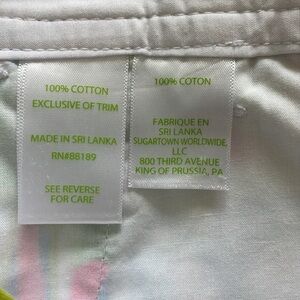 100% COTTON
EXCLUSIVE OF TRIM
MADE IN SRI LANKA
RN#88189
SEE REVERSE
FOR CARE
100% COTON
FABRIQUE EN
SRI LANKA
SUGARTOWN WORLDWIDE,
LLC
800 THIRD AVENUE
KING OF PRUSSIA, PA